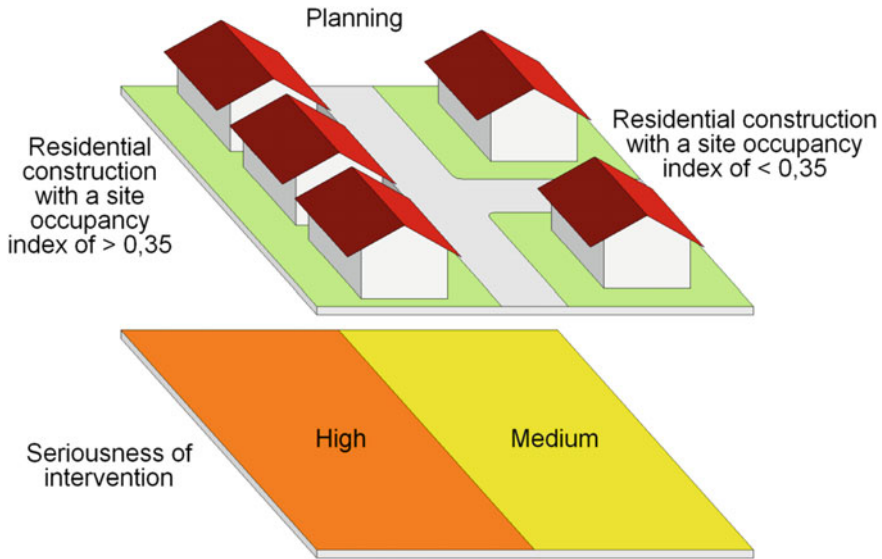 Planning
Residential
construction
with a site
occupancy
index of > 0,35
Residential construction
with a site occupancy
index of < 0,35
High
Medium
Seriousness of
intervention